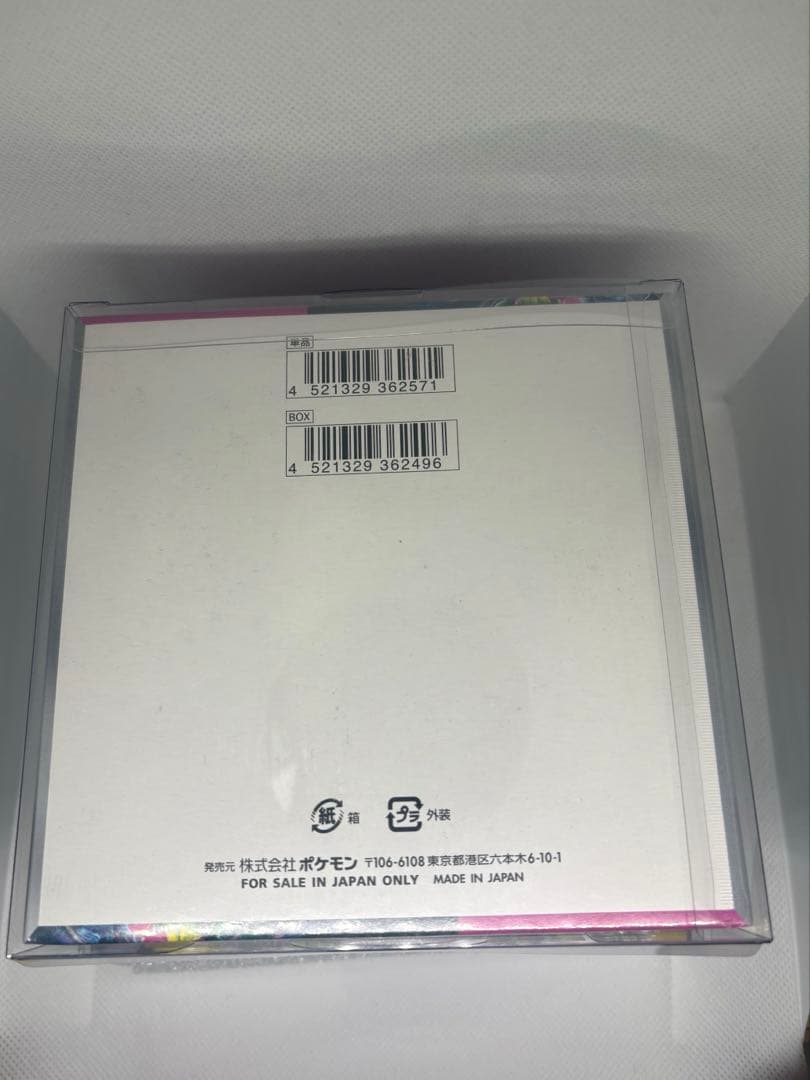 単品
4 521329 362571
BOX
4 521329 362496
紙 箱 プラ 外装
発売元 株式会社ポケモン 〒106-6108 東京都港区六本木6-10-1
FOR SALE IN JAPAN ONLY MADE IN JAPAN